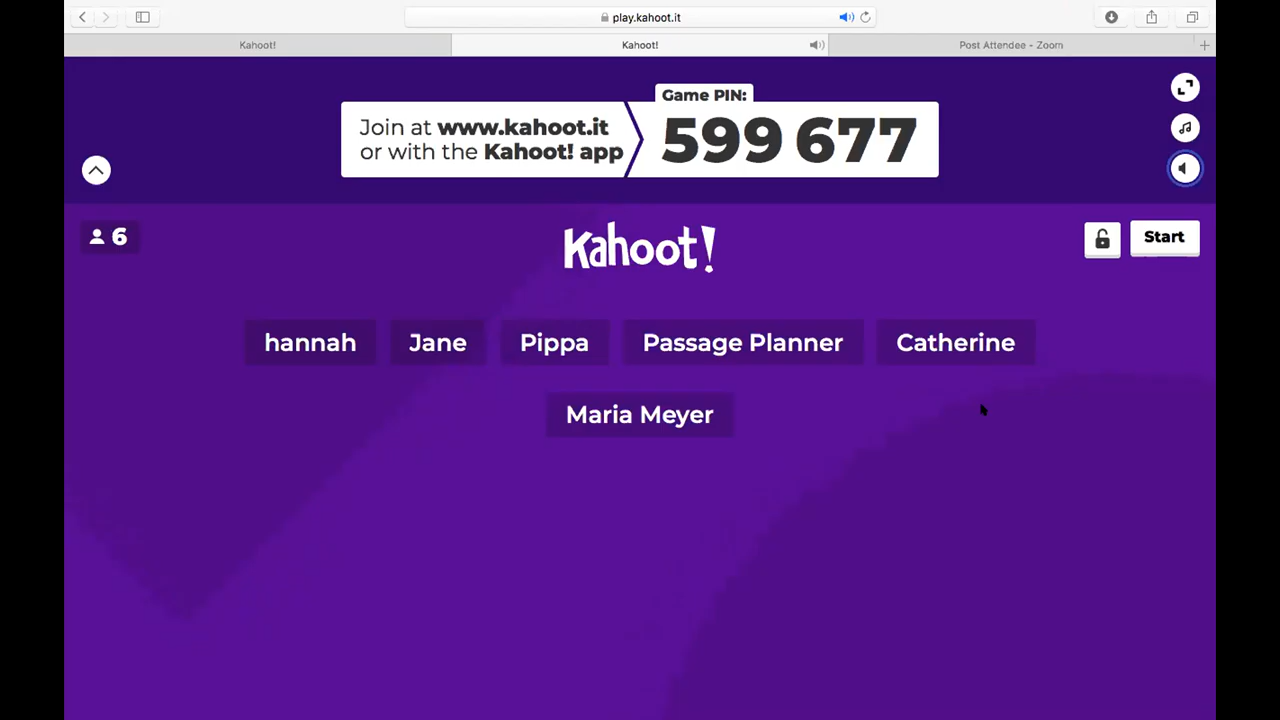 play.kahoot.it
Kahoot!
Kahoot!
Post Attendee - Zoom
Game PIN:
Join at www.kahoot.it
or with the Kahoot! app
599 677
6
Kahoot!
Start
hannah
Jane
Pippa
Passage Planner
Catherine
Maria Meyer